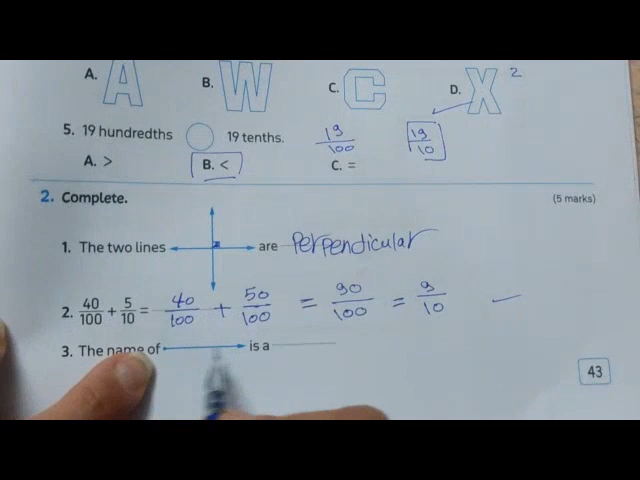 A. A B. W C. C D. X 2
5. 19 hundredths 19 tenths. 19/100 19/10
A. > B. < C. =
2. Complete. (5 marks)
1. The two lines are Perpendicular
2. 40/100 + 5/10 = 40/100 + 50/100 = 90/100 = 9/10
3. The name of is a
43